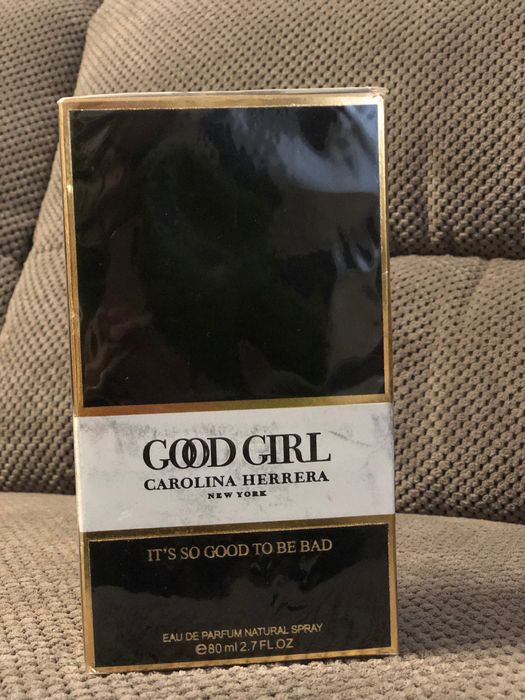 GOOD GIRL
CAROLINA HERRERA
NEW YORK
IT'S SO GOOD TO BE BAD
EAU DE PARFUM NATURAL SPRAY
℮80 ml 2.7 FL.OZ